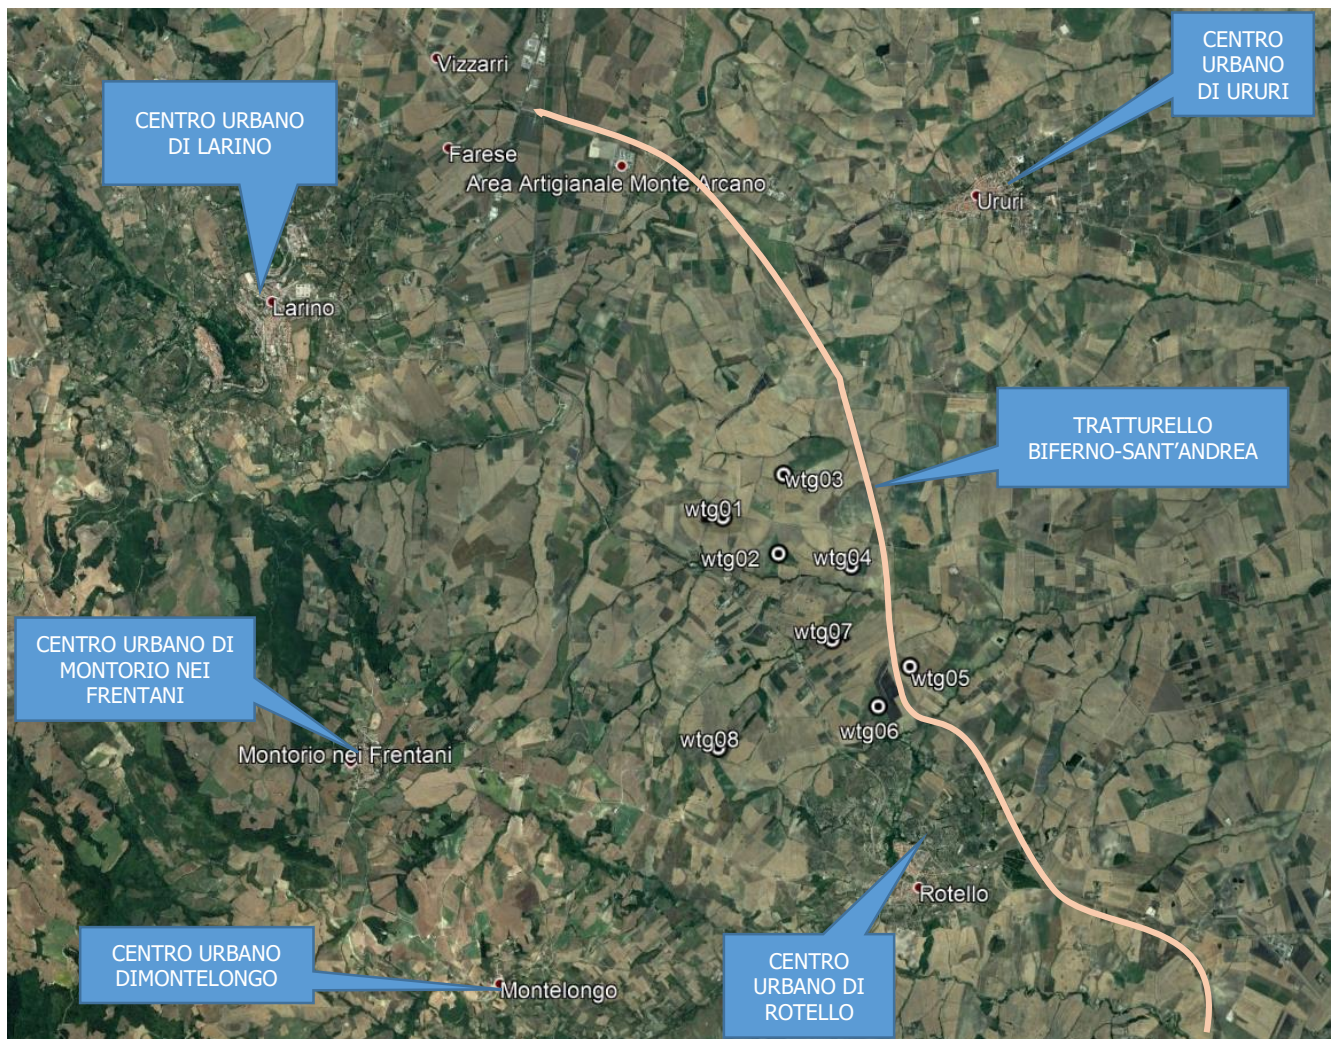 CENTRO
URBANO
DI URURI
Vizzarri
CENTRO URBANO
DI LARINO
Farese
Area Artigianale Monte Arcano
Ururi
Larino
TRATTURELLO
BIFERNO-SANT'ANDREA
wtg03
wtg01
wtg02
wtg04
CENTRO URBANO DI
MONTORIO NEI
FRENTANI
wtg07
wtg05
wtg06
wtg08
Montorio nei Frentani
Rotello
CENTRO URBANO
DIMONTELONGO
Montelongo
CENTRO
URBANO DI
ROTELLO